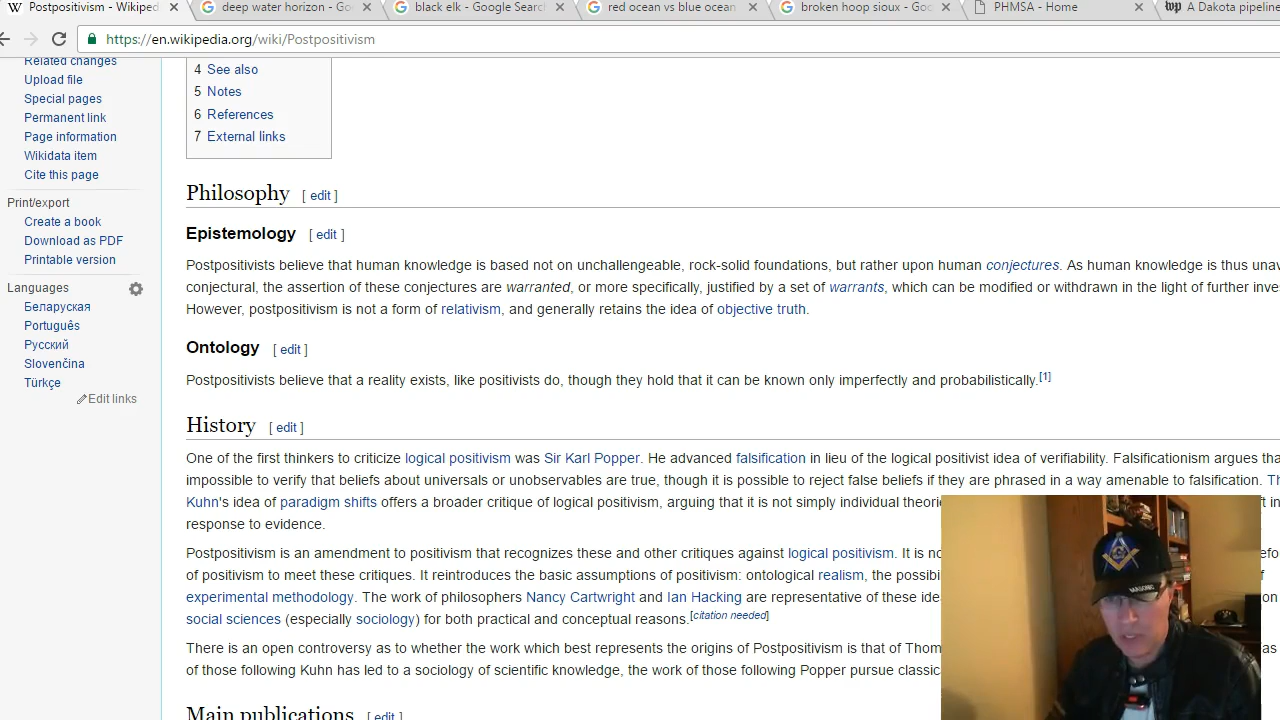 Postpositivism - Wikiped
deep water horizon - Goo
black elk - Google Search
red ocean vs blue ocean
broken hoop sioux - Goo
PHMSA - Home
wp A Dakota pipeline
https://en.wikipedia.org/wiki/Postpositivism
Related changes
Upload file
Special pages
Permanent link
Page information
Wikidata item
Cite this page
Print/export
Create a book
Download as PDF
Printable version
Languages
Беларуская
Português
Русский
Slovenčina
Türkçe
Edit links
4 See also
5 Notes
6 References
7 External links
Philosophy [ edit ]
Epistemology [ edit ]
Postpositivists believe that human knowledge is based not on unchallengeable, rock-solid foundations, but rather upon human conjectures. As human knowledge is thus unav
conjectural, the assertion of these conjectures are warranted, or more specifically, justified by a set of warrants, which can be modified or withdrawn in the light of further inves
However, postpositivism is not a form of relativism, and generally retains the idea of objective truth.
Ontology [ edit ]
Postpositivists believe that a reality exists, like positivists do, though they hold that it can be known only imperfectly and probabilistically.[1]
History [ edit ]
One of the first thinkers to criticize logical positivism was Sir Karl Popper. He advanced falsification in lieu of the logical positivist idea of verifiability. Falsificationism argues tha
impossible to verify that beliefs about universals or unobservables are true, though it is possible to reject false beliefs if they are phrased in a way amenable to falsification. Th
Kuhn's idea of paradigm shifts offers a broader critique of logical positivism, arguing that it is not simply individual theorie
response to evidence.
Postpositivism is an amendment to positivism that recognizes these and other critiques against logical positivism. It is no
of positivism to meet these critiques. It reintroduces the basic assumptions of positivism: ontological realism, the possibi
experimental methodology. The work of philosophers Nancy Cartwright and Ian Hacking are representative of these ide
social sciences (especially sociology) for both practical and conceptual reasons.[citation needed]
There is an open controversy as to whether the work which best represents the origins of Postpositivism is that of Thom
of those following Kuhn has led to a sociology of scientific knowledge, the work of those following Popper pursue classic
Main publications [ edit ]
MASONIC